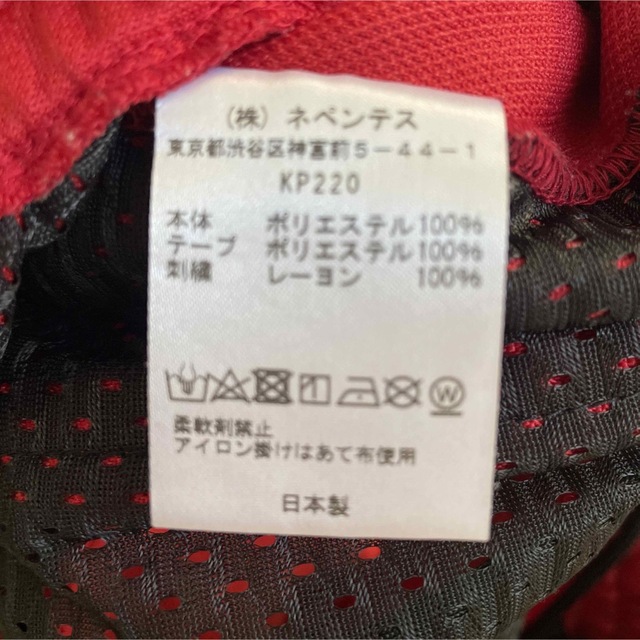 (株) ネペンテス
東京都渋谷区神宮前5-44-1
KP220
本体 ポリエステル100%
テープ ポリエステル100%
刺繍 レーヨン 100%
W
柔軟剤禁止
アイロン掛けはあて布使用
日本製